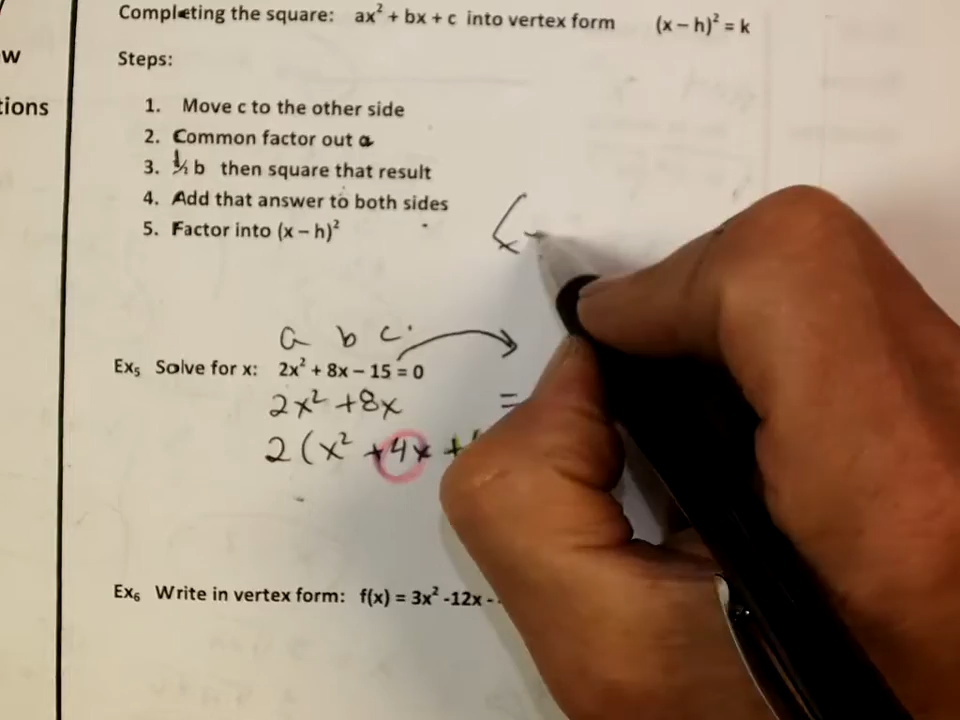 Completing the square: ax² + bx + c into vertex form (x – h)² = k
w
Steps:
tions
1. Move c to the other side
2. Common factor out a
3. ½ b then square that result
4. Add that answer to both sides
5. Factor into (x – h)²
(x
a b c
Ex₅ Solve for x: 2x² + 8x – 15 = 0
2x² +8x =
2(x² +4x +
Ex₆ Write in vertex form: f(x) = 3x² -12x -